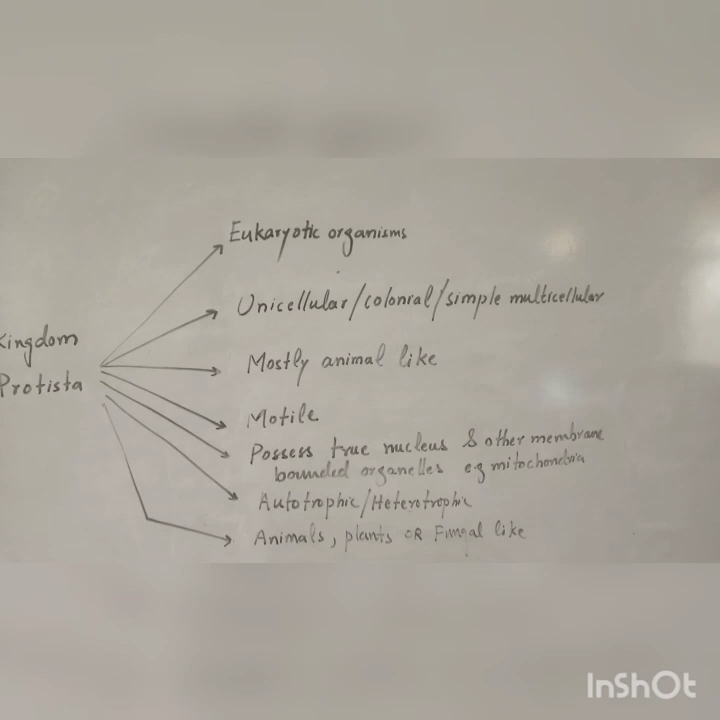 Eukaryotic organisms
Unicellular/colonial/simple multicellular
Kingdom
Protista
Mostly animal like
Motile
Possess true nucleus & other membrane
bounded organelles e.g mitochondria
Autotrophic/Heterotrophic
Animals, plants OR Fungal like
InShOt